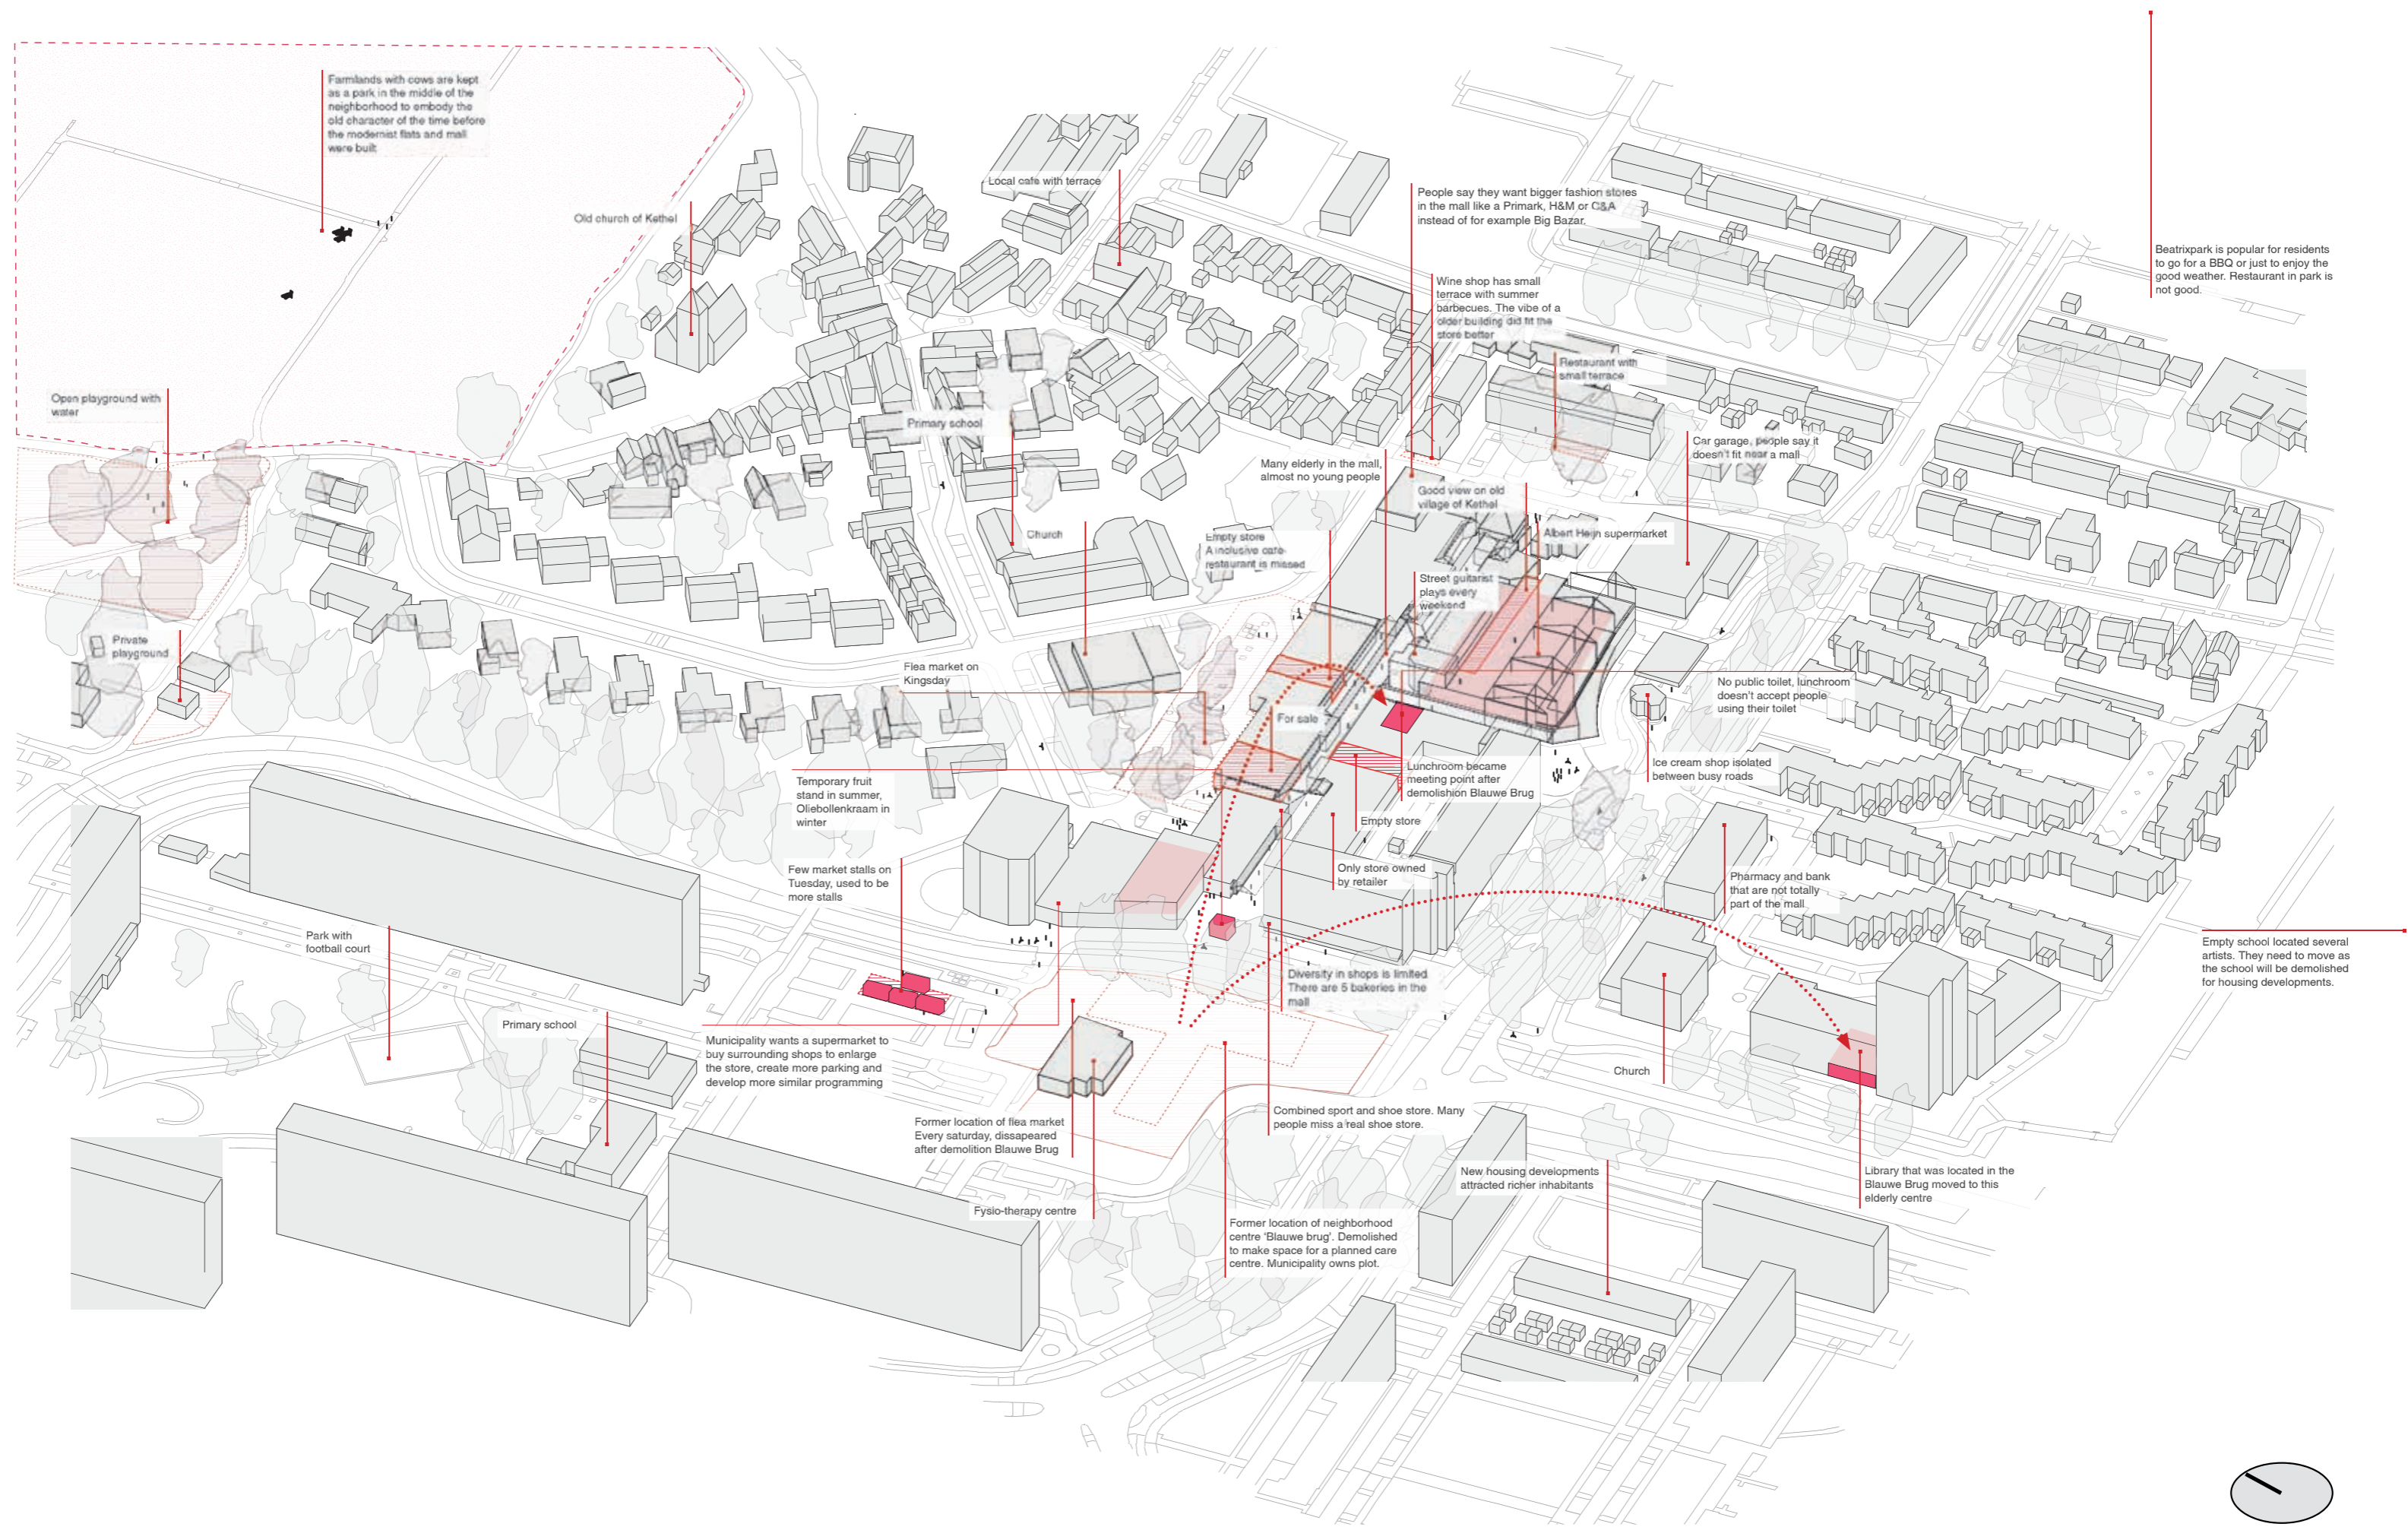 Farmlands with cows are kept
as a park in the middle of the
neighborhood to embody the
old character of the time before
the modernist flats and mall
were built
Local cafe with terrace
People say they want bigger fashion stores
in the mall like a Primark, H&M or C&A
instead of for example Big Bazar.
Old church of Kethel
Beatrixpark is popular for residents
to go for a BBQ or just to enjoy the
good weather. Restaurant in park is
not good.
Wine shop has small
terrace with summer
barbecues. The vibe of a
older building did fit the
store better
Restaurant with
small terrace
Open playground with
water
Primary school
Car garage, people say it
doesn't fit near a mall
Many elderly in the mall,
almost no young people
Good view on old
village of Kethel
Church
Empty store
A inclusive cafe-
restaurant is missed
Albert Heijn supermarket
Street guitarist
plays every
weekend
Private
playground
Flea market on
Kingsday
No public toilet, lunchroom
doesn't accept people
using their toilet
For sale
Temporary fruit
stand in summer,
Oliebollenkraam in
winter
Lunchroom became
meeting point after
demolishion Blauwe Brug
Ice cream shop isolated
between busy roads
Empty store
Few market stalls on
Tuesday, used to be
more stalls
Only store owned
by retailer
Pharmacy and bank
that are not totally
part of the mall
Park with
football court
Empty school located several
artists. They need to move as
the school will be demolished
for housing developments.
Diversity in shops is limited
There are 5 bakeries in the
mall
Primary school
Municipality wants a supermarket to
buy surrounding shops to enlarge
the store, create more parking and
develop more similar programming
Church
Former location of flea market
Every saturday, dissapeared
after demolition Blauwe Brug
Combined sport and shoe store. Many
people miss a real shoe store.
New housing developments
attracted richer inhabitants
Library that was located in the
Blauwe Brug moved to this
elderly centre
Fysio-therapy centre
Former location of neighborhood
centre 'Blauwe brug'. Demolished
to make space for a planned care
centre. Municipality owns plot.